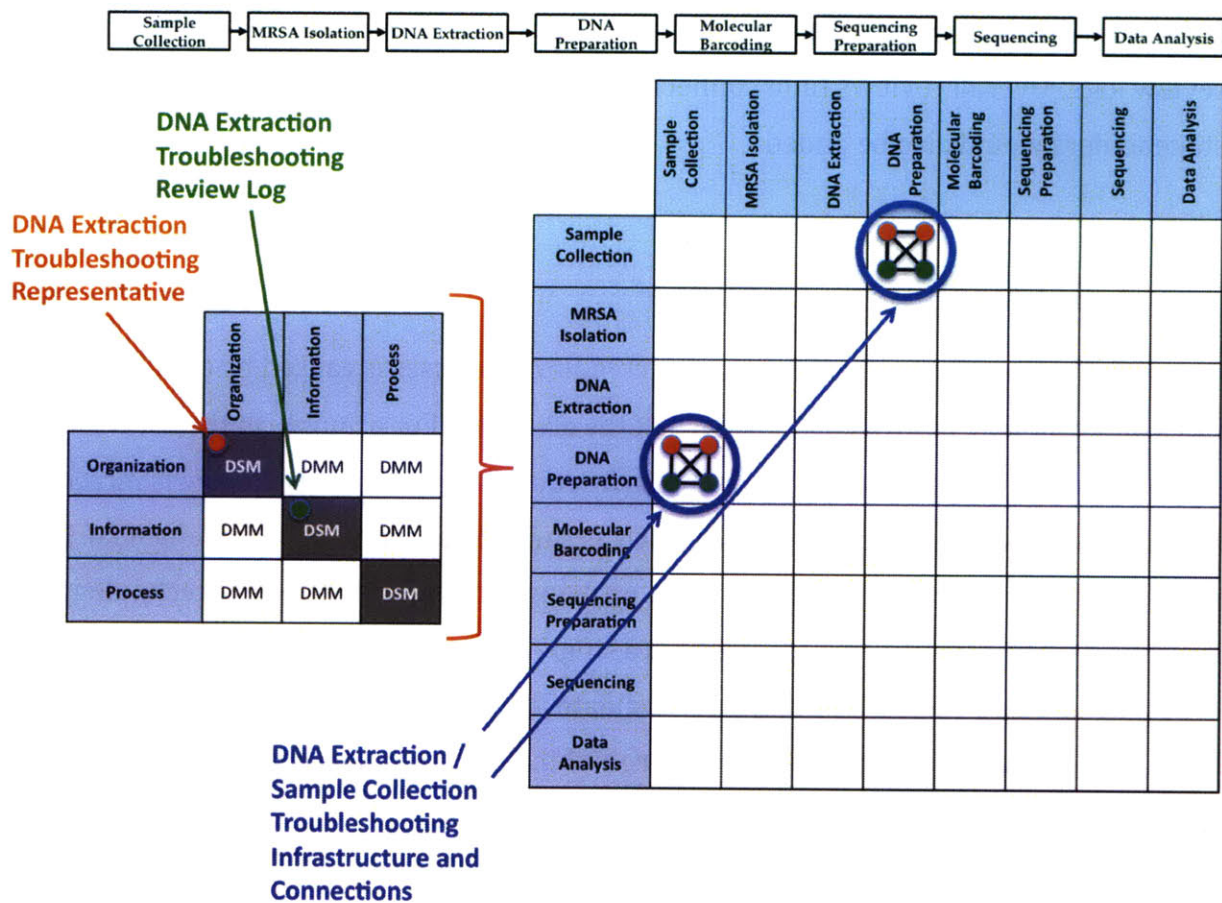 Sample
Collection
MRSA Isolation
DNA Extraction
DNA
Preparation
Molecular
Barcoding
Sequencing
Preparation
Sequencing
Data Analysis
DNA Extraction
Troubleshooting
Review Log
DNA Extraction
Troubleshooting
Representative
Organization
Information
Process
Organization
DSM
DMM
DMM
Information
DMM
DSM
DMM
Process
DMM
DMM
DSM
Sample
Collection
MRSA Isolation
DNA Extraction
DNA
Preparation
Molecular
Barcoding
Sequencing
Preparation
Sequencing
Data Analysis
Sample
Collection
MRSA
Isolation
DNA
Extraction
DNA
Preparation
Molecular
Barcoding
Sequencing
Preparation
Sequencing
Data
Analysis
DNA Extraction /
Sample Collection
Troubleshooting
Infrastructure and
Connections